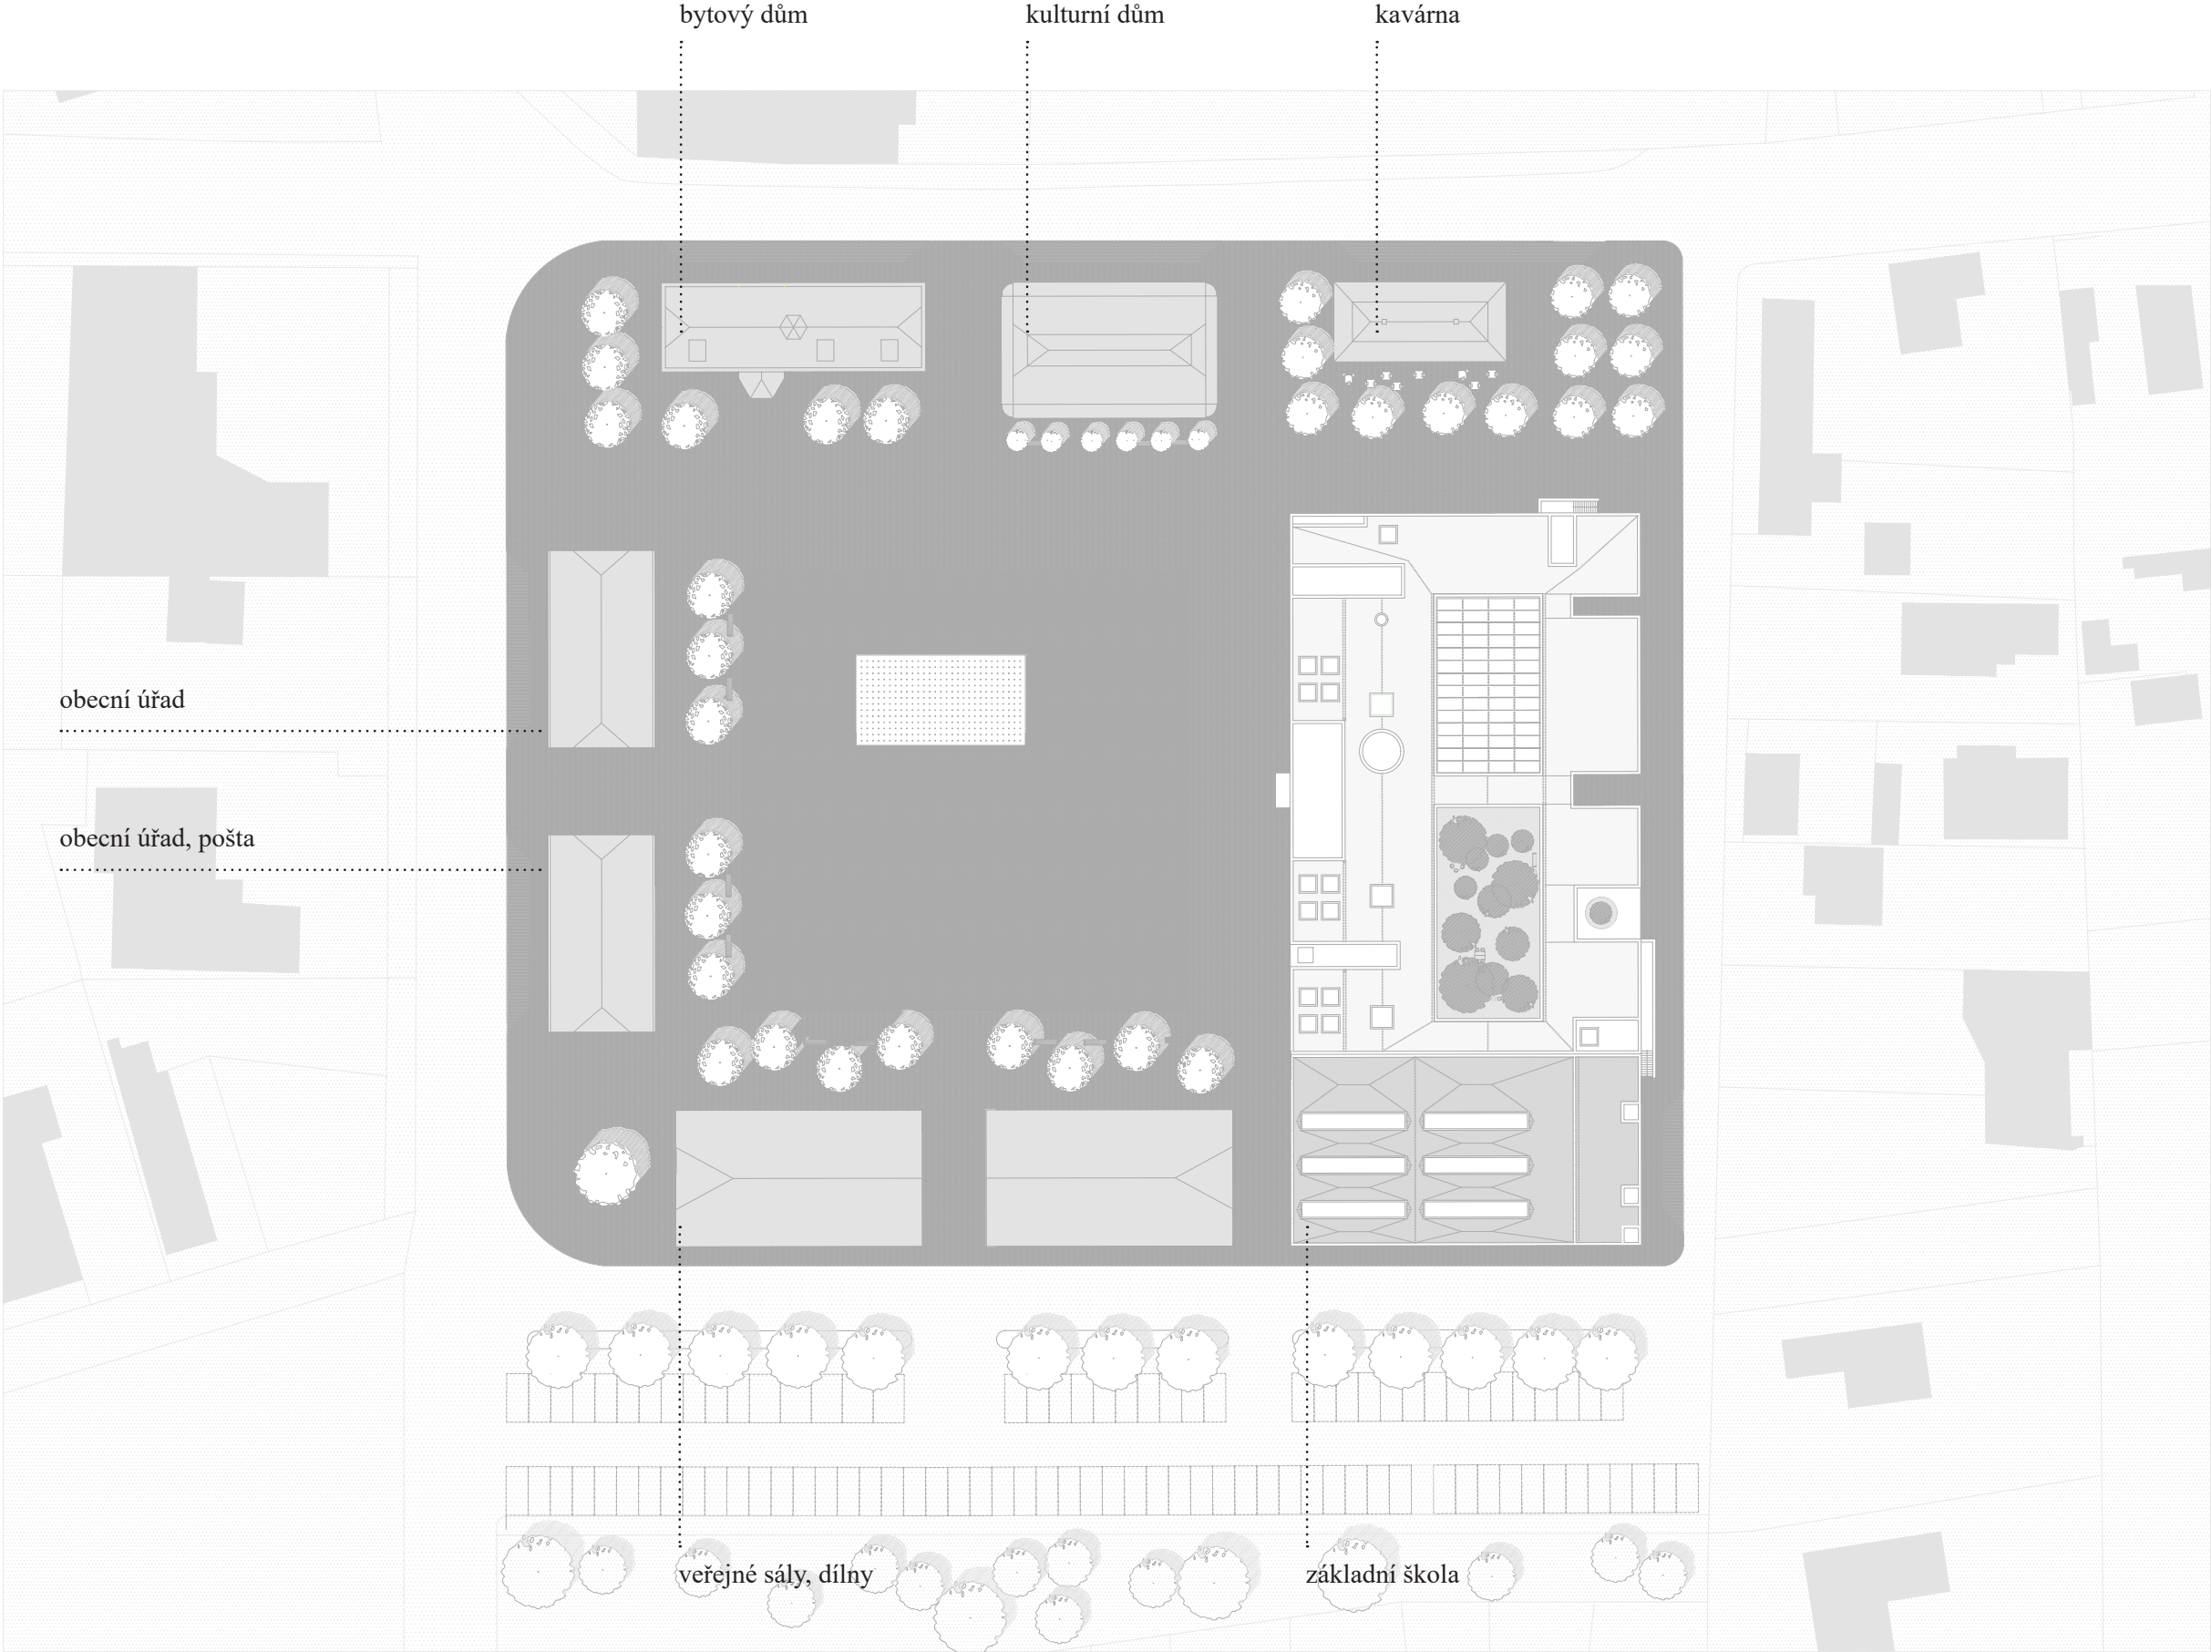 bytový dům
kulturní dům
kavárna
obecní úřad
obecní úřad, pošta
veřejné sály, dílny
základní škola